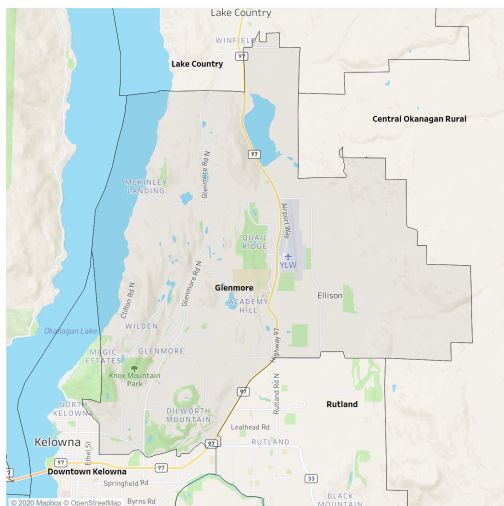 Lake Country
WINFIELD
97
Lake Country
Central Okanagan Rural
97
Glenmore Rd N
MCKINLEY
LANDING
Airport Way
QUAIL
RIDGE
YLW
Glenmore Rd N
Glenmore
Ellison
Clifton Rd N
ACADEMY
HILL
WILDEN
Okanagan Lake
Highway 97
MAGIC
ESTATES
GLENMORE
Knox Mountain
Park
Rutland Rd N
97
NORTH
KELOWNA
Rutland
DILWORTH
MOUNTAIN
Leathead Rd
Kelowna
Ethel St
97
RUTLAND
97
97
Downtown Kelowna
Springfield Rd
33
BLACK
MOUNTAIN
© 2020 Mapbox © OpenStreetMap
Byrns Rd